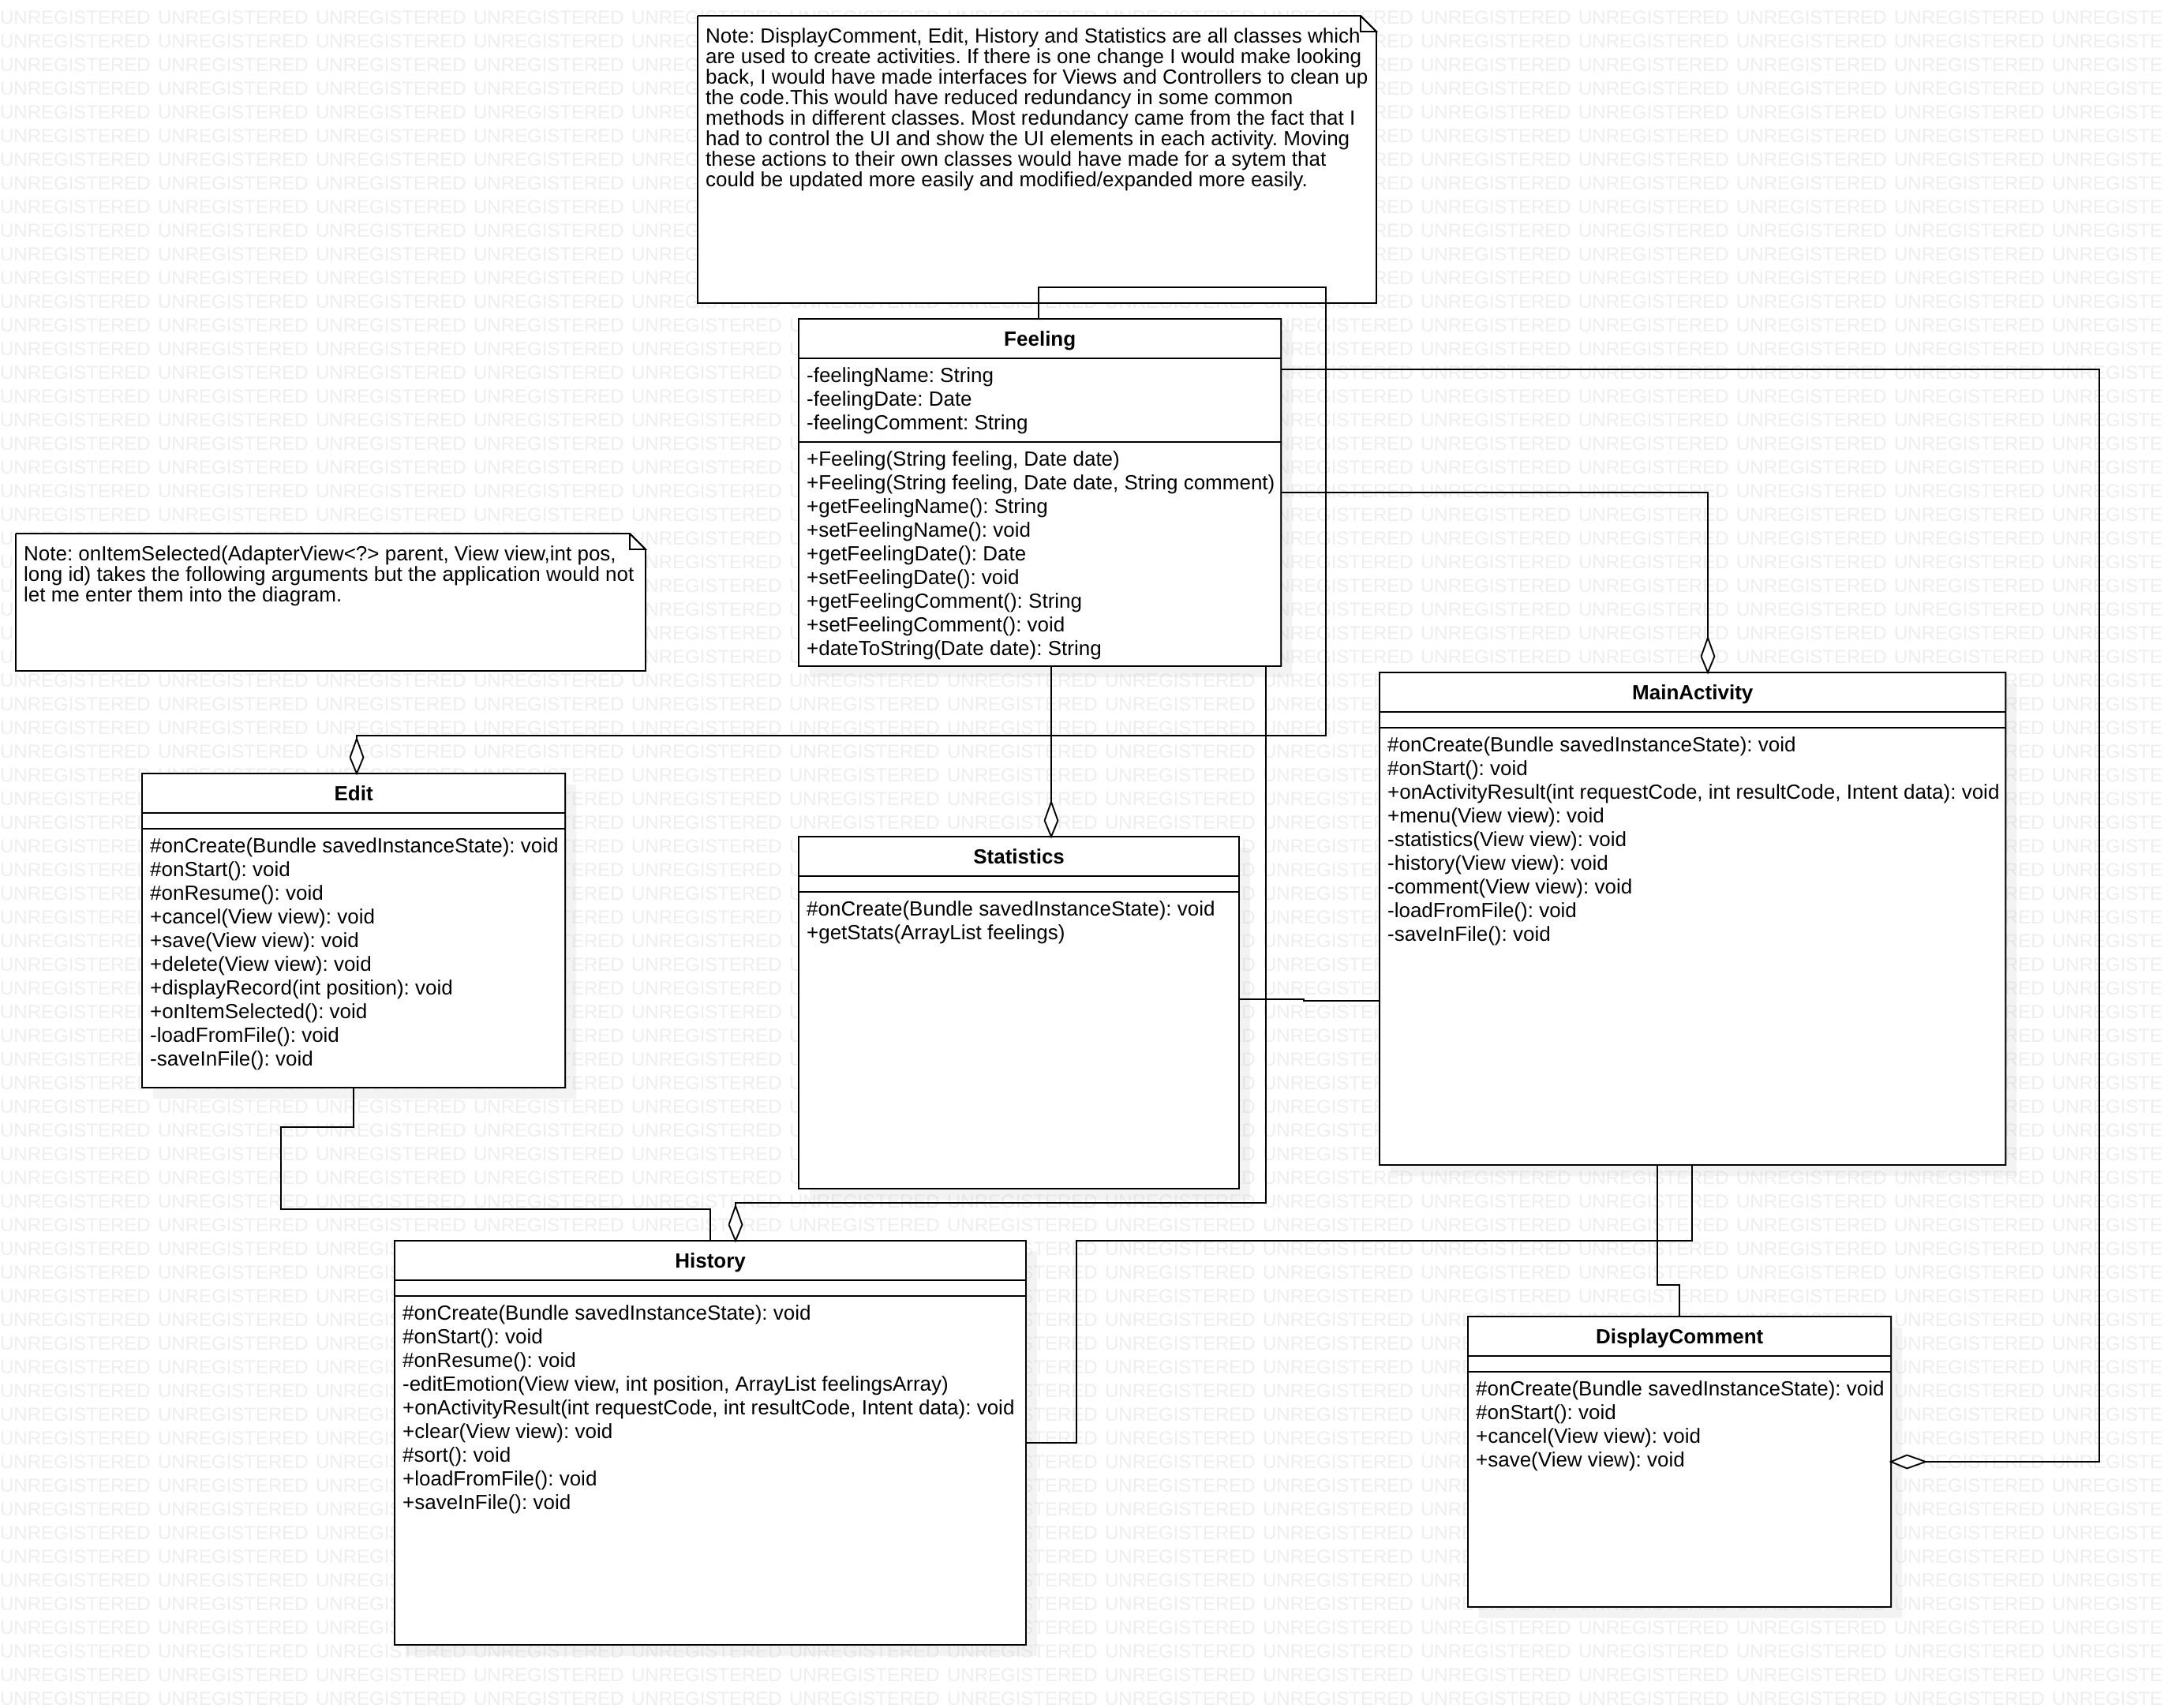 Note: DisplayComment, Edit, History and Statistics are all classes which
are used to create activities. If there is one change I would make looking
back, I would have made interfaces for Views and Controllers to clean up
the code.This would have reduced redundancy in some common
methods in different classes. Most redundancy came from the fact that I
had to control the UI and show the UI elements in each activity. Moving
these actions to their own classes would have made for a sytem that
could be updated more easily and modified/expanded more easily.
Feeling
-feelingName: String
-feelingDate: Date
-feelingComment: String
+Feeling(String feeling, Date date)
+Feeling(String feeling, Date date, String comment)
+getFeelingName(): String
+setFeelingName(): void
+getFeelingDate(): Date
+setFeelingDate(): void
+getFeelingComment(): String
+setFeelingComment(): void
+dateToString(Date date): String
Note: onItemSelected(AdapterView<?> parent, View view,int pos,
long id) takes the following arguments but the application would not
let me enter them into the diagram.
MainActivity
#onCreate(Bundle savedInstanceState): void
#onStart(): void
+onActivityResult(int requestCode, int resultCode, Intent data): void
+menu(View view): void
-statistics(View view): void
-history(View view): void
-comment(View view): void
-loadFromFile(): void
-saveInFile(): void
Edit
#onCreate(Bundle savedInstanceState): void
#onStart(): void
#onResume(): void
+cancel(View view): void
+save(View view): void
+delete(View view): void
+displayRecord(int position): void
+onItemSelected(): void
-loadFromFile(): void
-saveInFile(): void
Statistics
#onCreate(Bundle savedInstanceState): void
+getStats(ArrayList feelings)
History
#onCreate(Bundle savedInstanceState): void
#onStart(): void
#onResume(): void
-editEmotion(View view, int position, ArrayList feelingsArray)
+onActivityResult(int requestCode, int resultCode, Intent data): void
+clear(View view): void
#sort(): void
+loadFromFile(): void
+saveInFile(): void
DisplayComment
#onCreate(Bundle savedInstanceState): void
#onStart(): void
+cancel(View view): void
+save(View view): void
UNREGISTERED